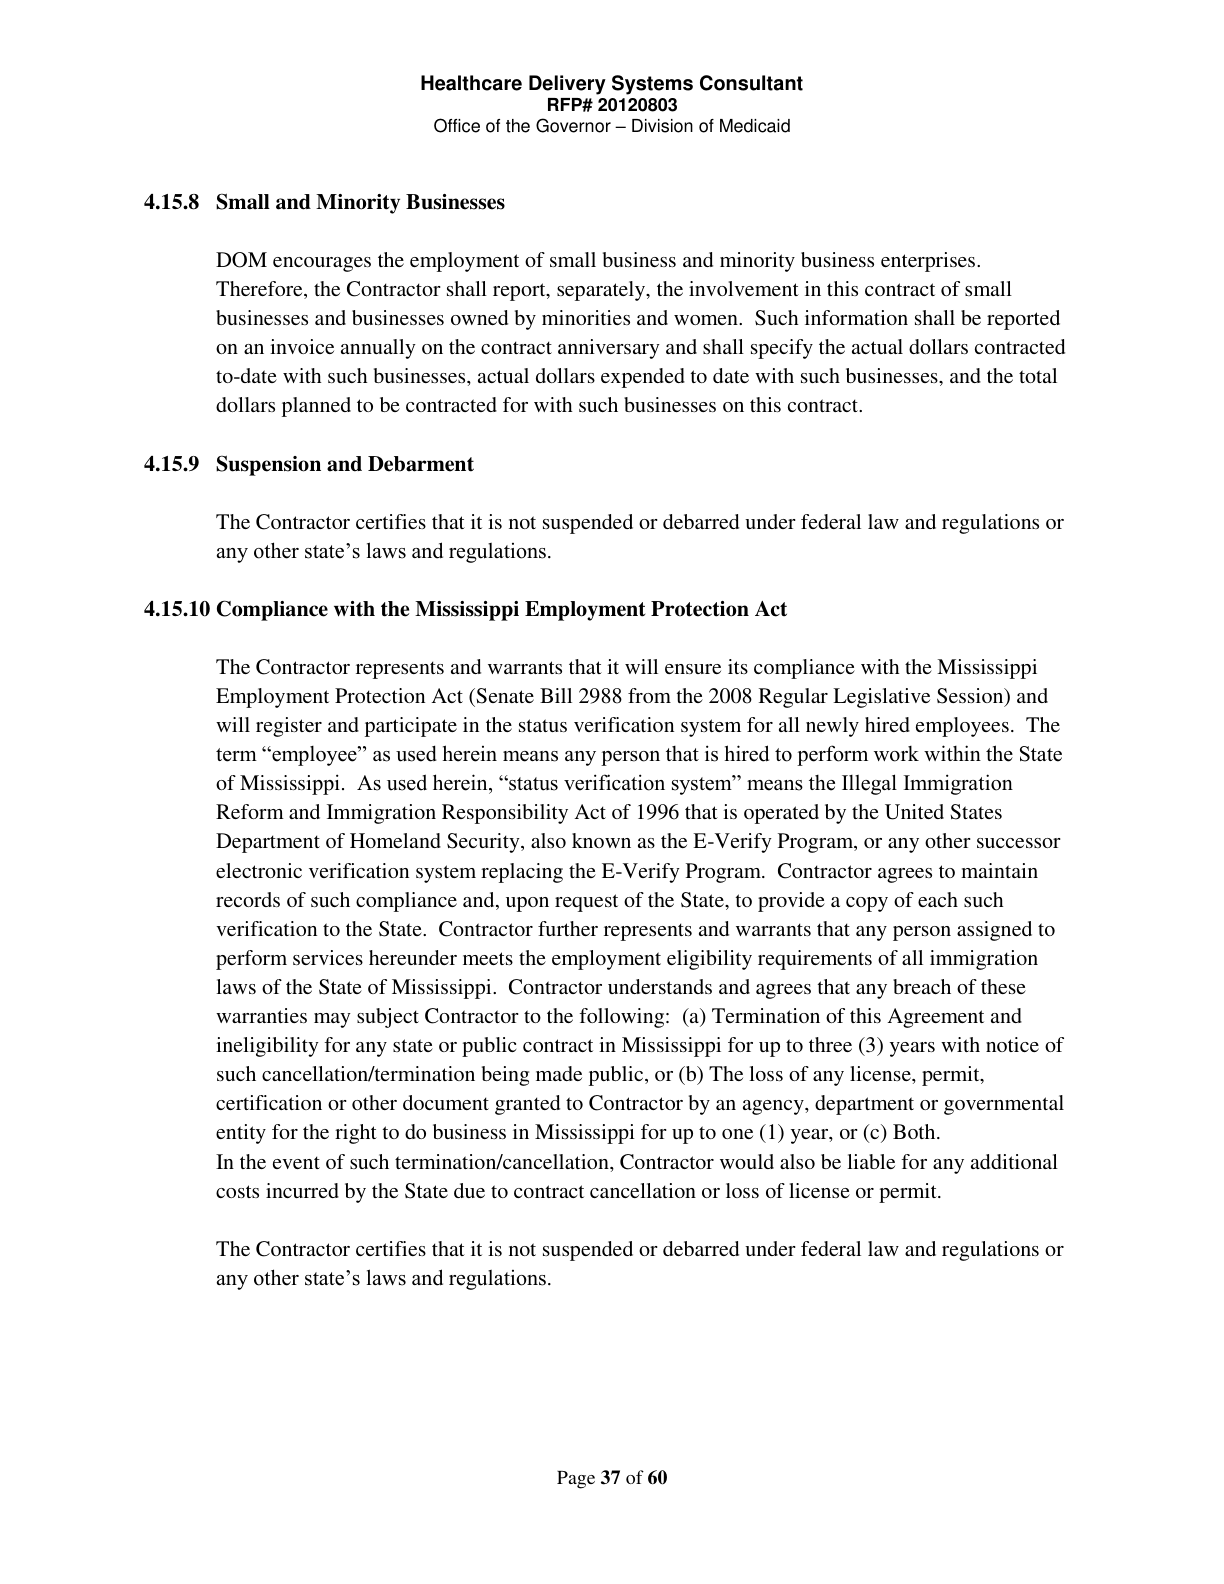 Healthcare Delivery Systems Consultant
RFP# 20120803
Office of the Governor – Division of Medicaid
4.15.8 Small and Minority Businesses
DOM encourages the employment of small business and minority business enterprises.
Therefore, the Contractor shall report, separately, the involvement in this contract of small
businesses and businesses owned by minorities and women. Such information shall be reported
on an invoice annually on the contract anniversary and shall specify the actual dollars contracted
to-date with such businesses, actual dollars expended to date with such businesses, and the total
dollars planned to be contracted for with such businesses on this contract.
4.15.9 Suspension and Debarment
The Contractor certifies that it is not suspended or debarred under federal law and regulations or
any other state’s laws and regulations.
4.15.10 Compliance with the Mississippi Employment Protection Act
The Contractor represents and warrants that it will ensure its compliance with the Mississippi
Employment Protection Act (Senate Bill 2988 from the 2008 Regular Legislative Session) and
will register and participate in the status verification system for all newly hired employees. The
term “employee” as used herein means any person that is hired to perform work within the State
of Mississippi. As used herein, “status verification system” means the Illegal Immigration
Reform and Immigration Responsibility Act of 1996 that is operated by the United States
Department of Homeland Security, also known as the E-Verify Program, or any other successor
electronic verification system replacing the E-Verify Program. Contractor agrees to maintain
records of such compliance and, upon request of the State, to provide a copy of each such
verification to the State. Contractor further represents and warrants that any person assigned to
perform services hereunder meets the employment eligibility requirements of all immigration
laws of the State of Mississippi. Contractor understands and agrees that any breach of these
warranties may subject Contractor to the following: (a) Termination of this Agreement and
ineligibility for any state or public contract in Mississippi for up to three (3) years with notice of
such cancellation/termination being made public, or (b) The loss of any license, permit,
certification or other document granted to Contractor by an agency, department or governmental
entity for the right to do business in Mississippi for up to one (1) year, or (c) Both.
In the event of such termination/cancellation, Contractor would also be liable for any additional
costs incurred by the State due to contract cancellation or loss of license or permit.
The Contractor certifies that it is not suspended or debarred under federal law and regulations or
any other state’s laws and regulations.
Page 37 of 60